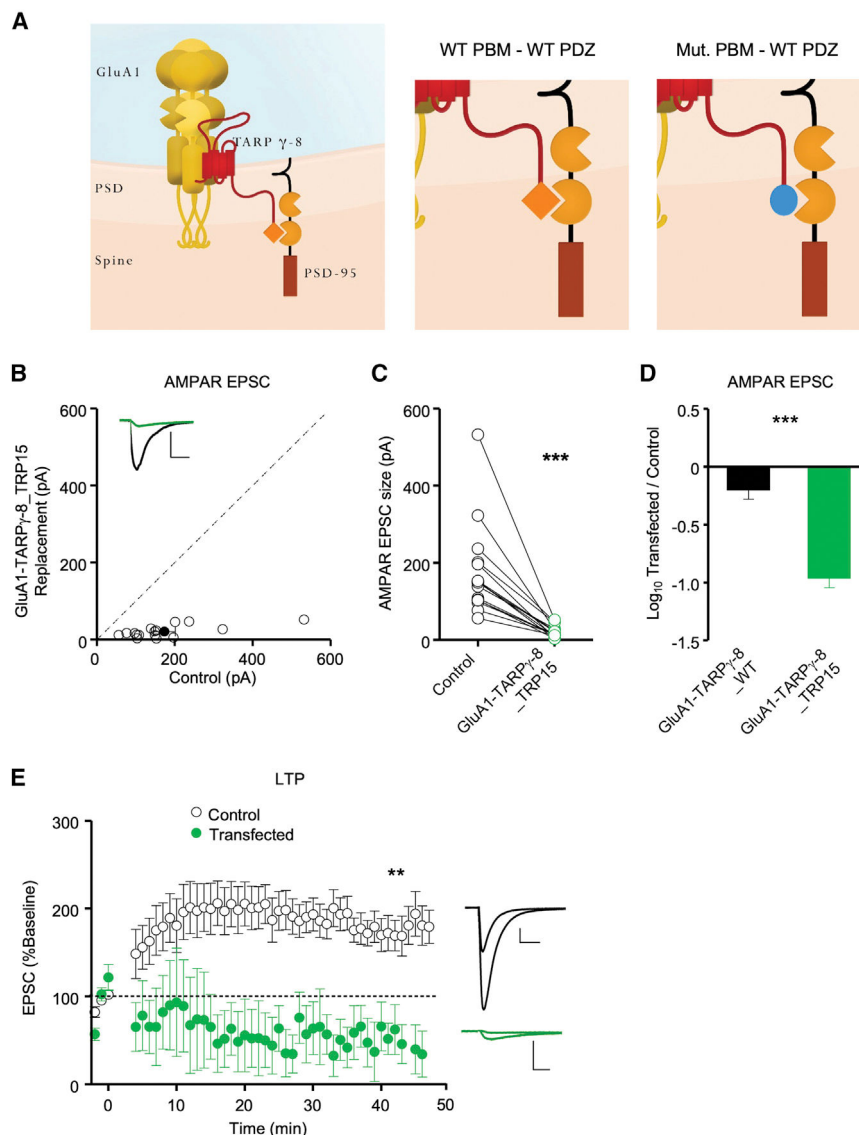 A
GluA1
TARP γ-8
PSD
Spine
PSD-95
WT PBM - WT PDZ
Mut. PBM - WT PDZ
B
AMPAR EPSC
GluA1-TARPγ-8_TRP15
Replacement (pA)
600
400
200
0
0
200
400
600
Control (pA)
C
AMPAR EPSC size (pA)
600
400
200
0
***
Control
GluA1-TARPγ-8
_TRP15
D
AMPAR EPSC
***
Log10 Transfected / Control
0.5
0
-0.5
-1.0
-1.5
GluA1-TARPγ-8
_WT
GluA1-TARPγ-8
_TRP15
E
LTP
Control
Transfected
EPSC (%Baseline)
300
200
100
0
**
0
10
20
30
40
50
Time (min)